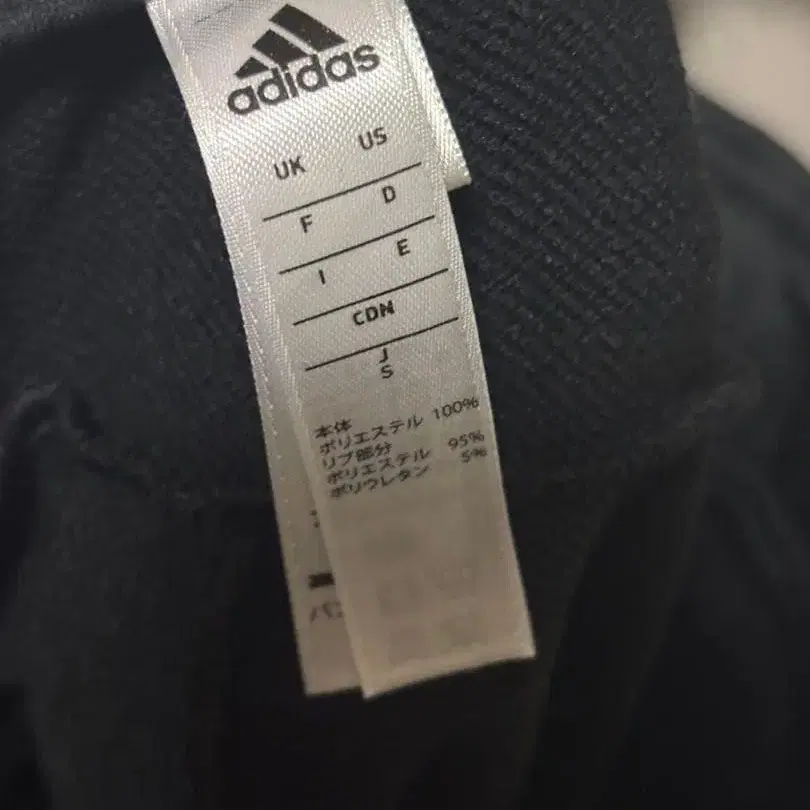 adidas
UK US
F D
I E
CDN
J
S
本体
ポリエステル 100%
リブ部分
ポリエステル 95%
ポリウレタン 5%